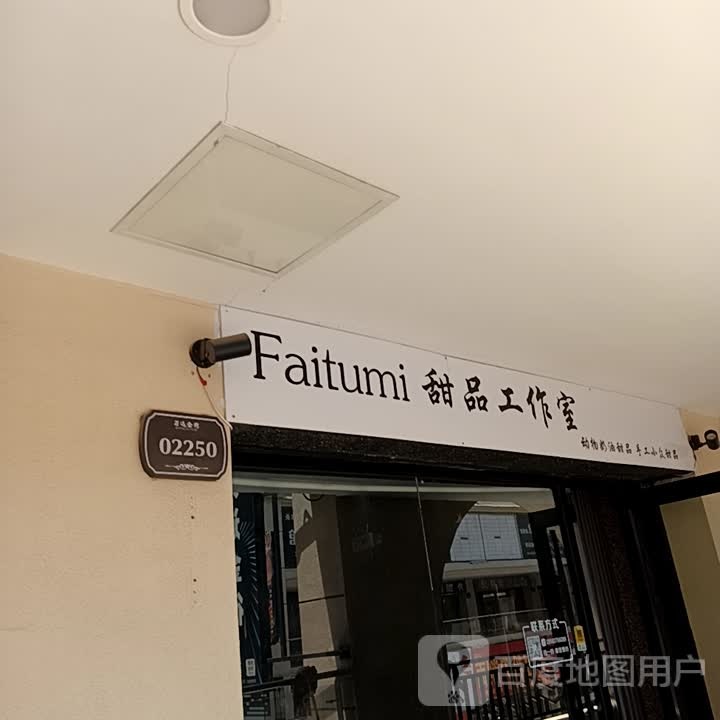 Faitumi 甜品工作室
动物奶油甜品 手工小众甜品
02250
联系方式
百度地图用户